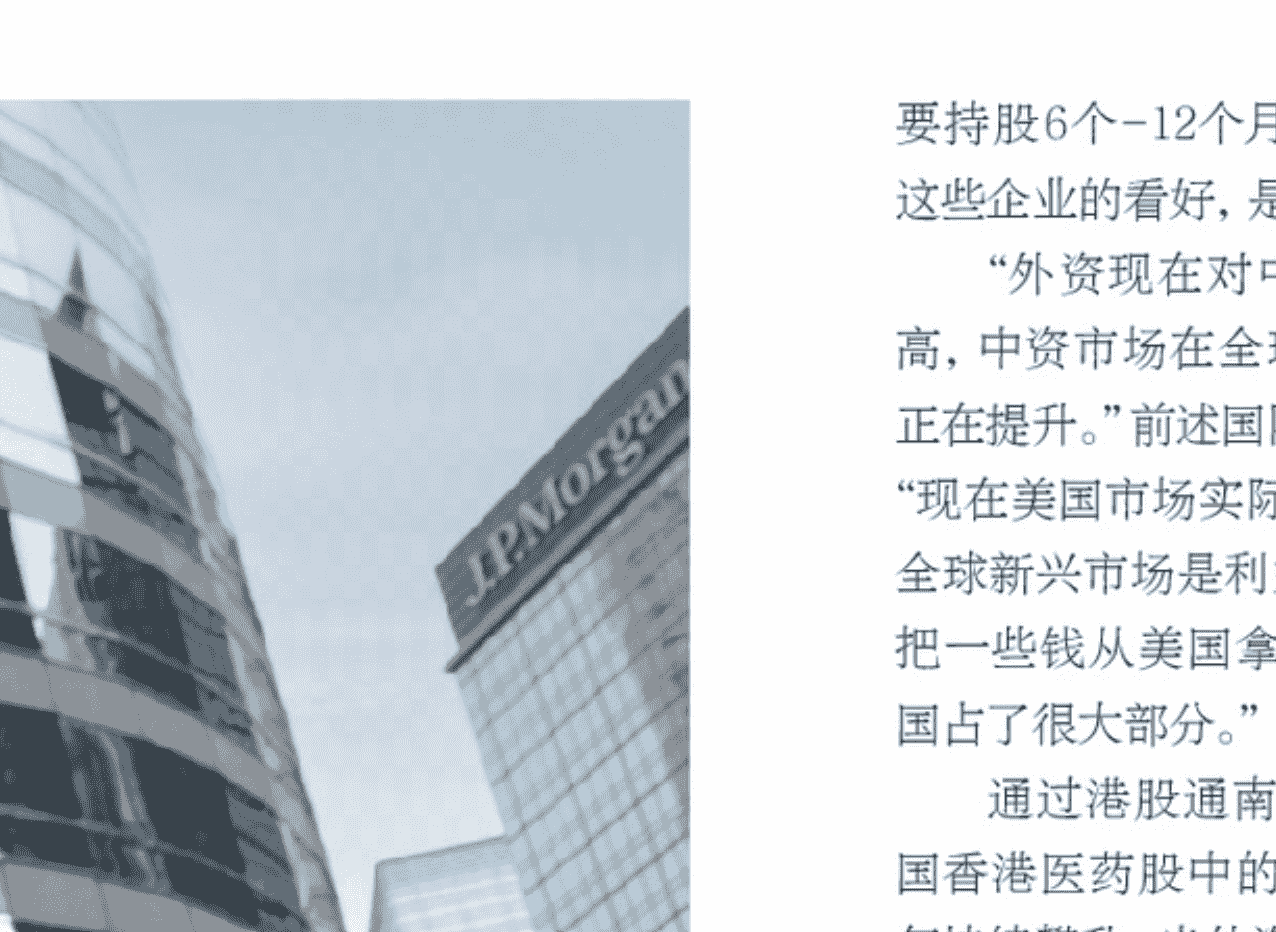 J.P.Morgan
要持股6个-12个月
这些企业的看好，是
“外资现在对中
高，中资市场在全球
正在提升。”前述国际
“现在美国市场实际
全球新兴市场是利
把一些钱从美国拿
国占了很大部分。”
通过港股通南
国香港医药股中的